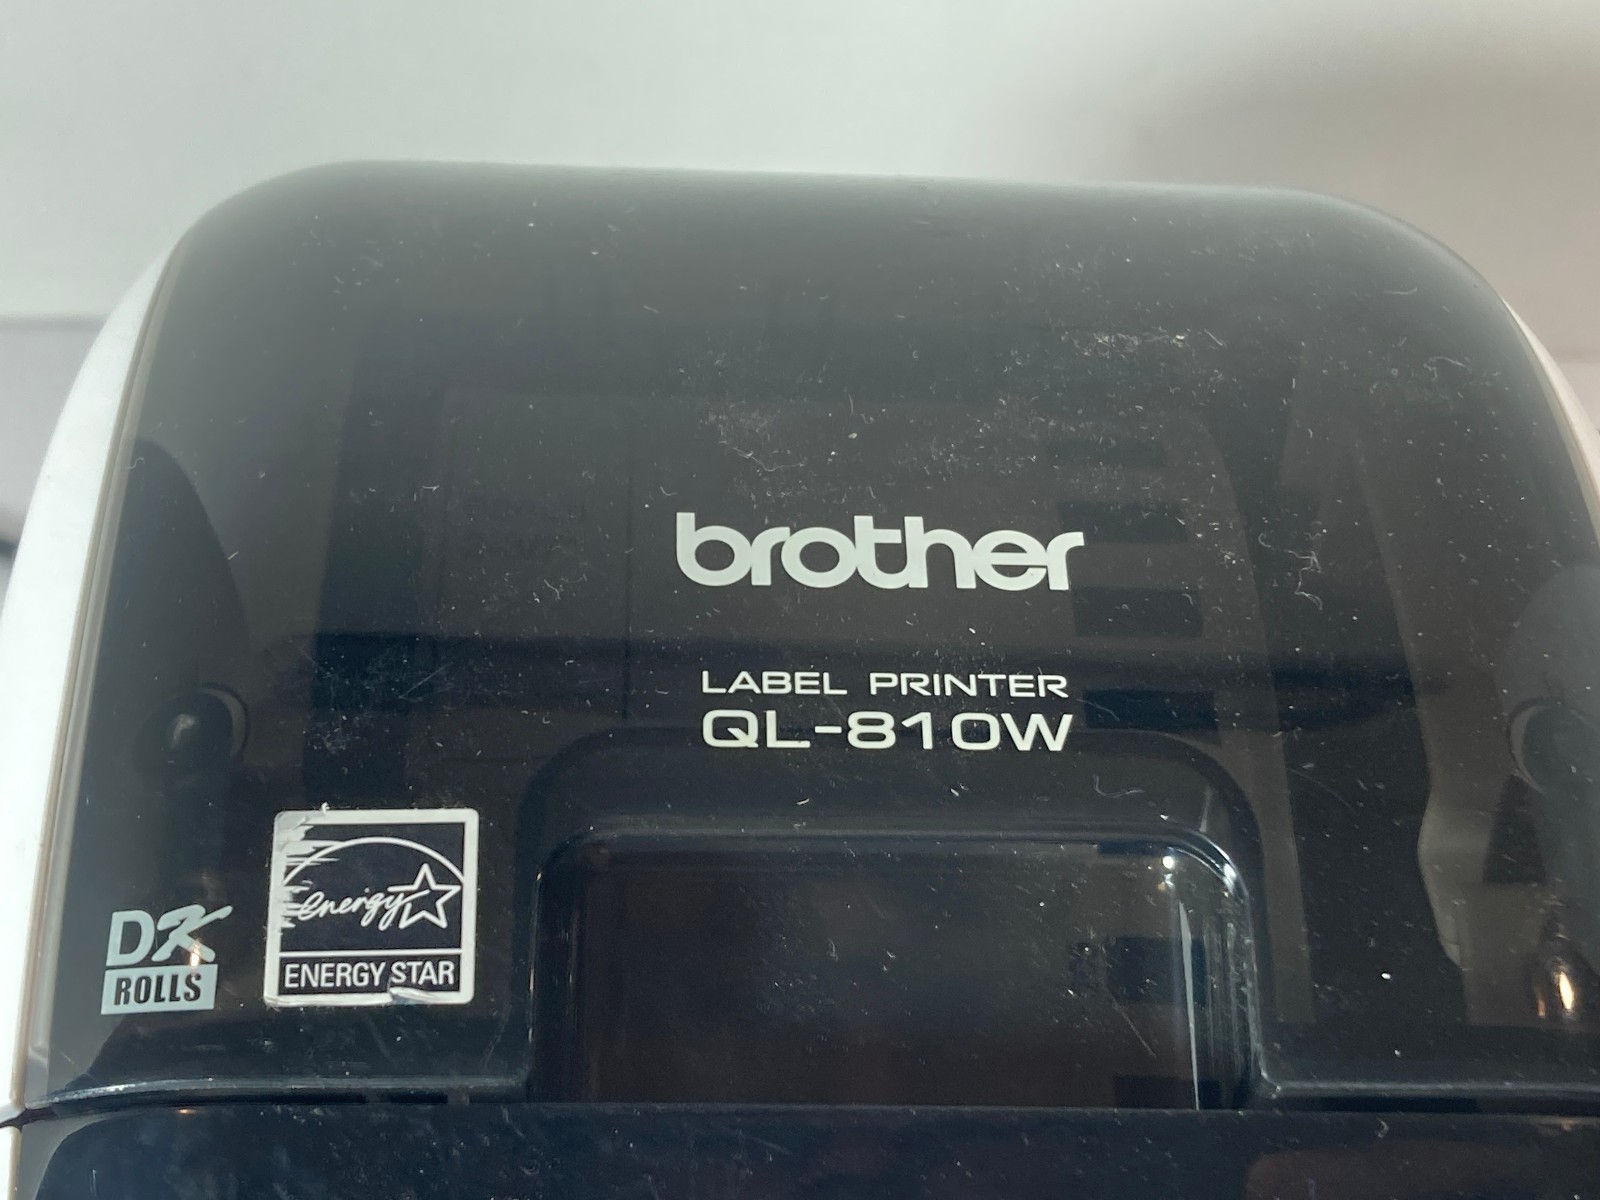 brother
LABEL PRINTER
QL-810W
energy
ENERGY STAR
DK
ROLLS